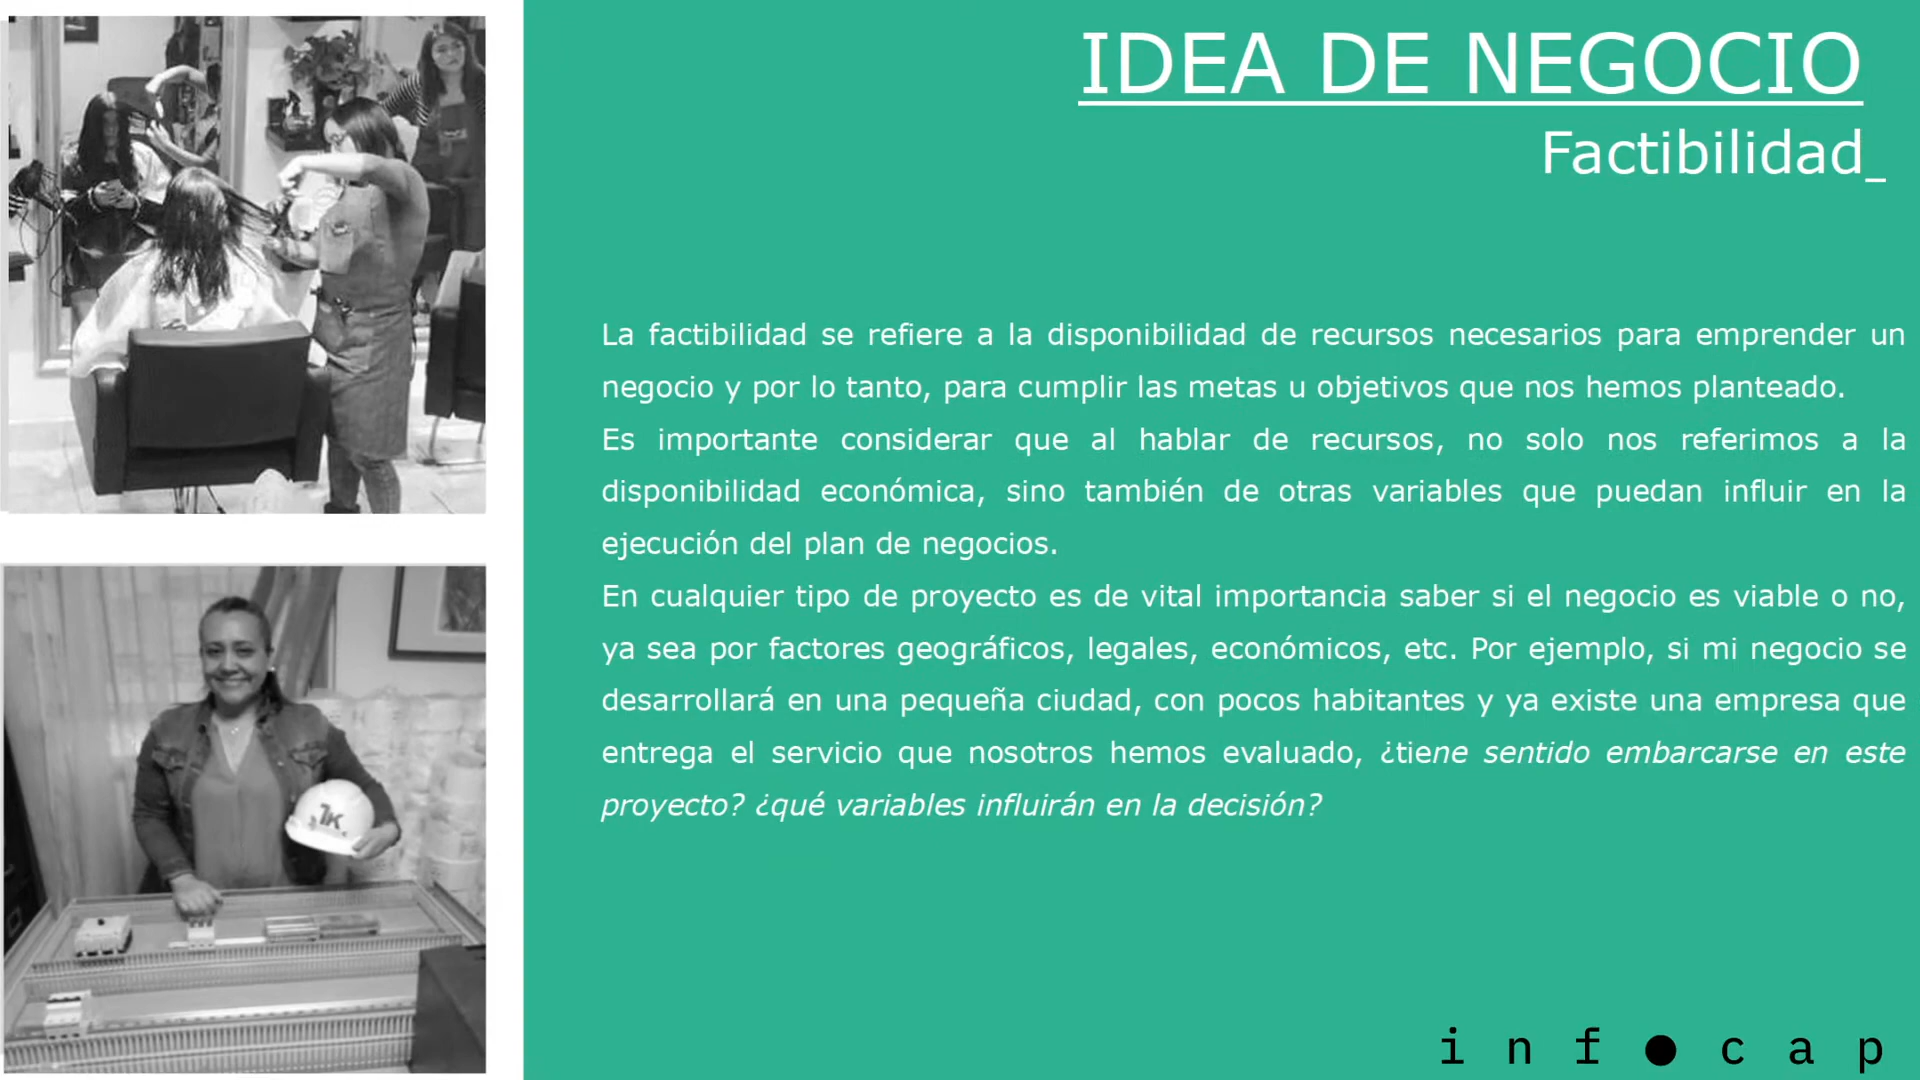 IDEA DE NEGOCIO
Factibilidad_
La factibilidad se refiere a la disponibilidad de recursos necesarios para emprender un
negocio y por lo tanto, para cumplir las metas u objetivos que nos hemos planteado.
Es importante considerar que al hablar de recursos, no solo nos referimos a la
disponibilidad económica, sino también de otras variables que puedan influir en la
ejecución del plan de negocios.
En cualquier tipo de proyecto es de vital importancia saber si el negocio es viable o no,
ya sea por factores geográficos, legales, económicos, etc. Por ejemplo, si mi negocio se
desarrollará en una pequeña ciudad, con pocos habitantes y ya existe una empresa que
entrega el servicio que nosotros hemos evaluado, ¿tiene sentido embarcarse en este
proyecto? ¿qué variables influirán en la decisión?
inf●cap